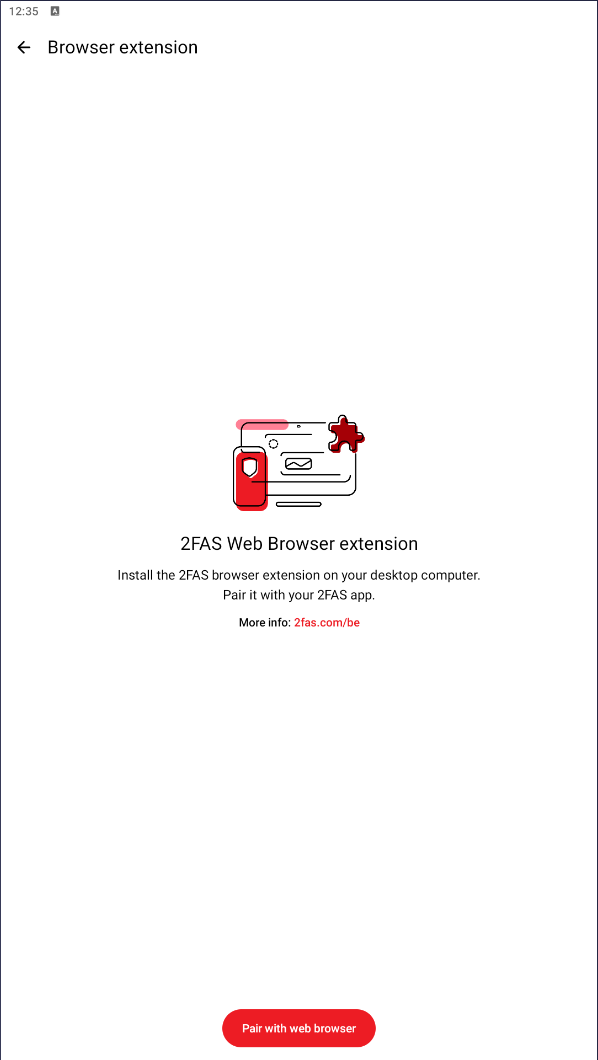 12:35
Browser extension
2FAS Web Browser extension
Install the 2FAS browser extension on your desktop computer.
Pair it with your 2FAS app.
More info: 2fas.com/be
Pair with web browser